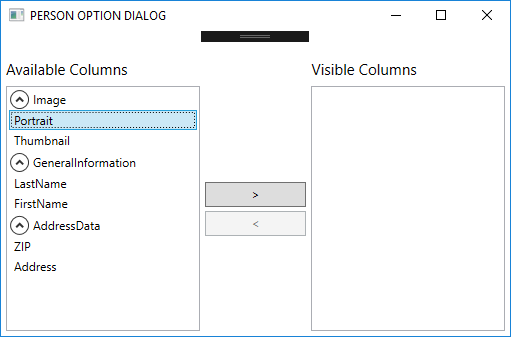 PERSON OPTION DIALOG
Available Columns
Image
Portrait
Thumbnail
GeneralInformation
LastName
FirstName
AddressData
ZIP
Address
>
<
Visible Columns